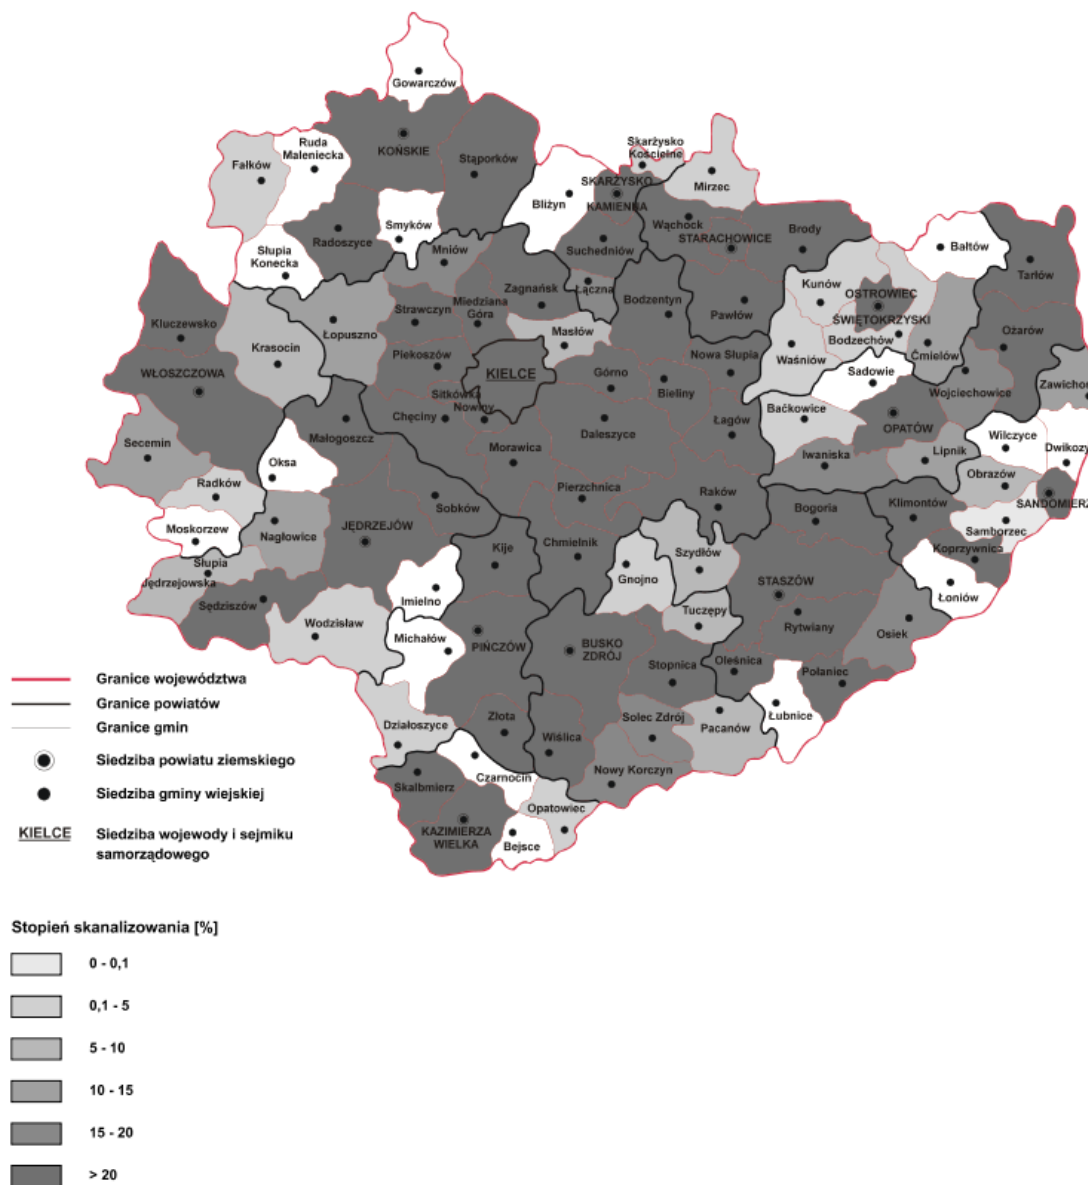 Gowarczów
KOŃSKIE
Stąporków
Ruda
Maleniecka
Fałków
Skarżysko
Kościelne
Mirzec
SKARŻYSKO
KAMIENNA
Bliżyn
Smyków
Radoszyce
Słupia
Konecka
Mniów
Wąchock
STARACHOWICE
Suchedniów
Brody
Bałtów
Tarłów
Kluczewsko
Krasocin
Łopuszno
Strawczyn
Miedziana
Góra
Zagnańsk
Łączna
Bodzentyn
Pawłów
Kunów
OSTROWIEC
ŚWIĘTOKRZYSKI
Bodzechów
Ćmielów
Ożarów
Masłów
WŁOSZCZOWA
Piekoszów
KIELCE
Górno
Nowa Słupia
Waśniów
Sadowie
Wojciechowice
Zawichost
Sitkówka
Nowiny
Bieliny
Chęciny
Małogoszcz
Daleszyce
Łagów
Baćkowice
OPATÓW
Wilczyce
Dwikozy
Secemin
Oksa
Morawica
Iwaniska
Lipnik
Obrazów
Radków
Pierzchnica
Raków
Klimontów
SANDOMIERZ
Sobków
Bogoria
Samborzec
Moskorzew
Nagłowice
JĘDRZEJÓW
Kije
Chmielnik
Szydłów
Koprzywnica
Słupia
Jędrzejowska
Gnojno
STASZÓW
Łoniów
Sędziszów
Imielno
Tuczępy
Rytwiany
Osiek
Wodzisław
Michałów
PIŃCZÓW
BUSKO
ZDRÓJ
Stopnica
Oleśnica
Połaniec
Działoszyce
Złota
Wiślica
Solec Zdrój
Pacanów
Łubnice
Czarnocin
Nowy Korczyn
Skalbmierz
Opatowiec
KAZIMIERZA
WIELKA
Bejsce
Granice województwa
Granice powiatów
Granice gmin
Siedziba powiatu ziemskiego
Siedziba gminy wiejskiej
KIELCE Siedziba wojewody i sejmiku
samorządowego
Stopień skanalizowania [%]
0 - 0,1
0,1 - 5
5 - 10
10 - 15
15 - 20
> 20